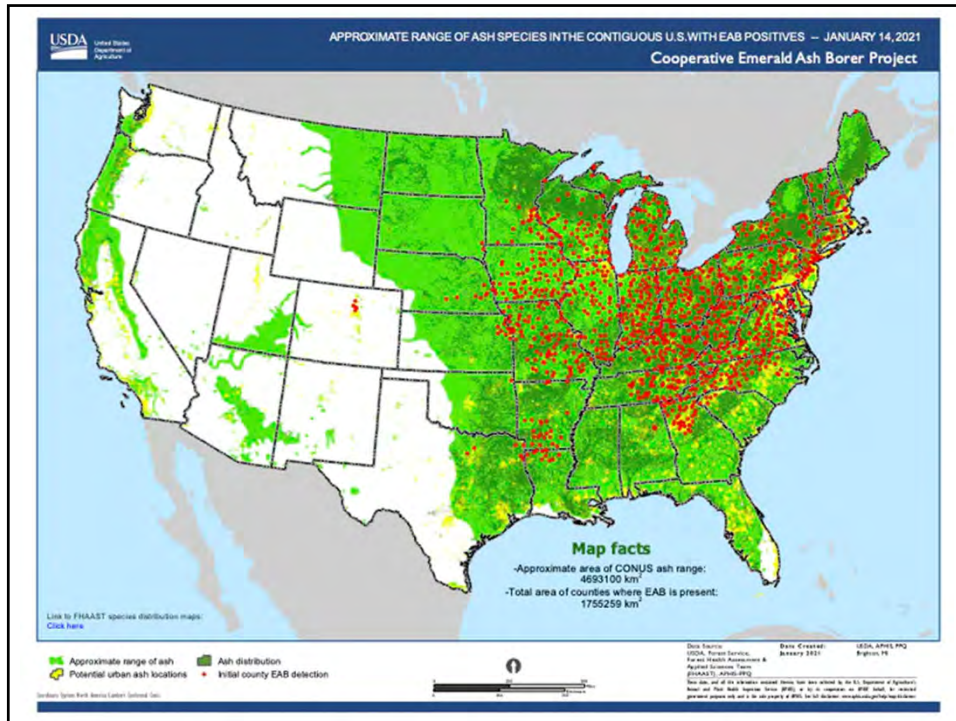 USDA
United States
Department of
Agriculture
APPROXIMATE RANGE OF ASH SPECIES IN THE CONTIGUOUS U.S. WITH EAB POSITIVES – JANUARY 14, 2021
Cooperative Emerald Ash Borer Project
Map facts
-Approximate area of CONUS ash range:
4693100 km²
-Total area of counties where EAB is present:
1755259 km²
Link to FHAAST species distribution maps:
Click here
Approximate range of ash
Ash distribution
Potential urban ash locations
Initial county EAB detection
Data Source:
USDA, Forest Service,
Forest Health Assessment &
Applied Sciences Team
(FHAAST), APHIS-PPQ
Date Created:
January 2021
USDA, APHIS, PPQ
Brighton, MI